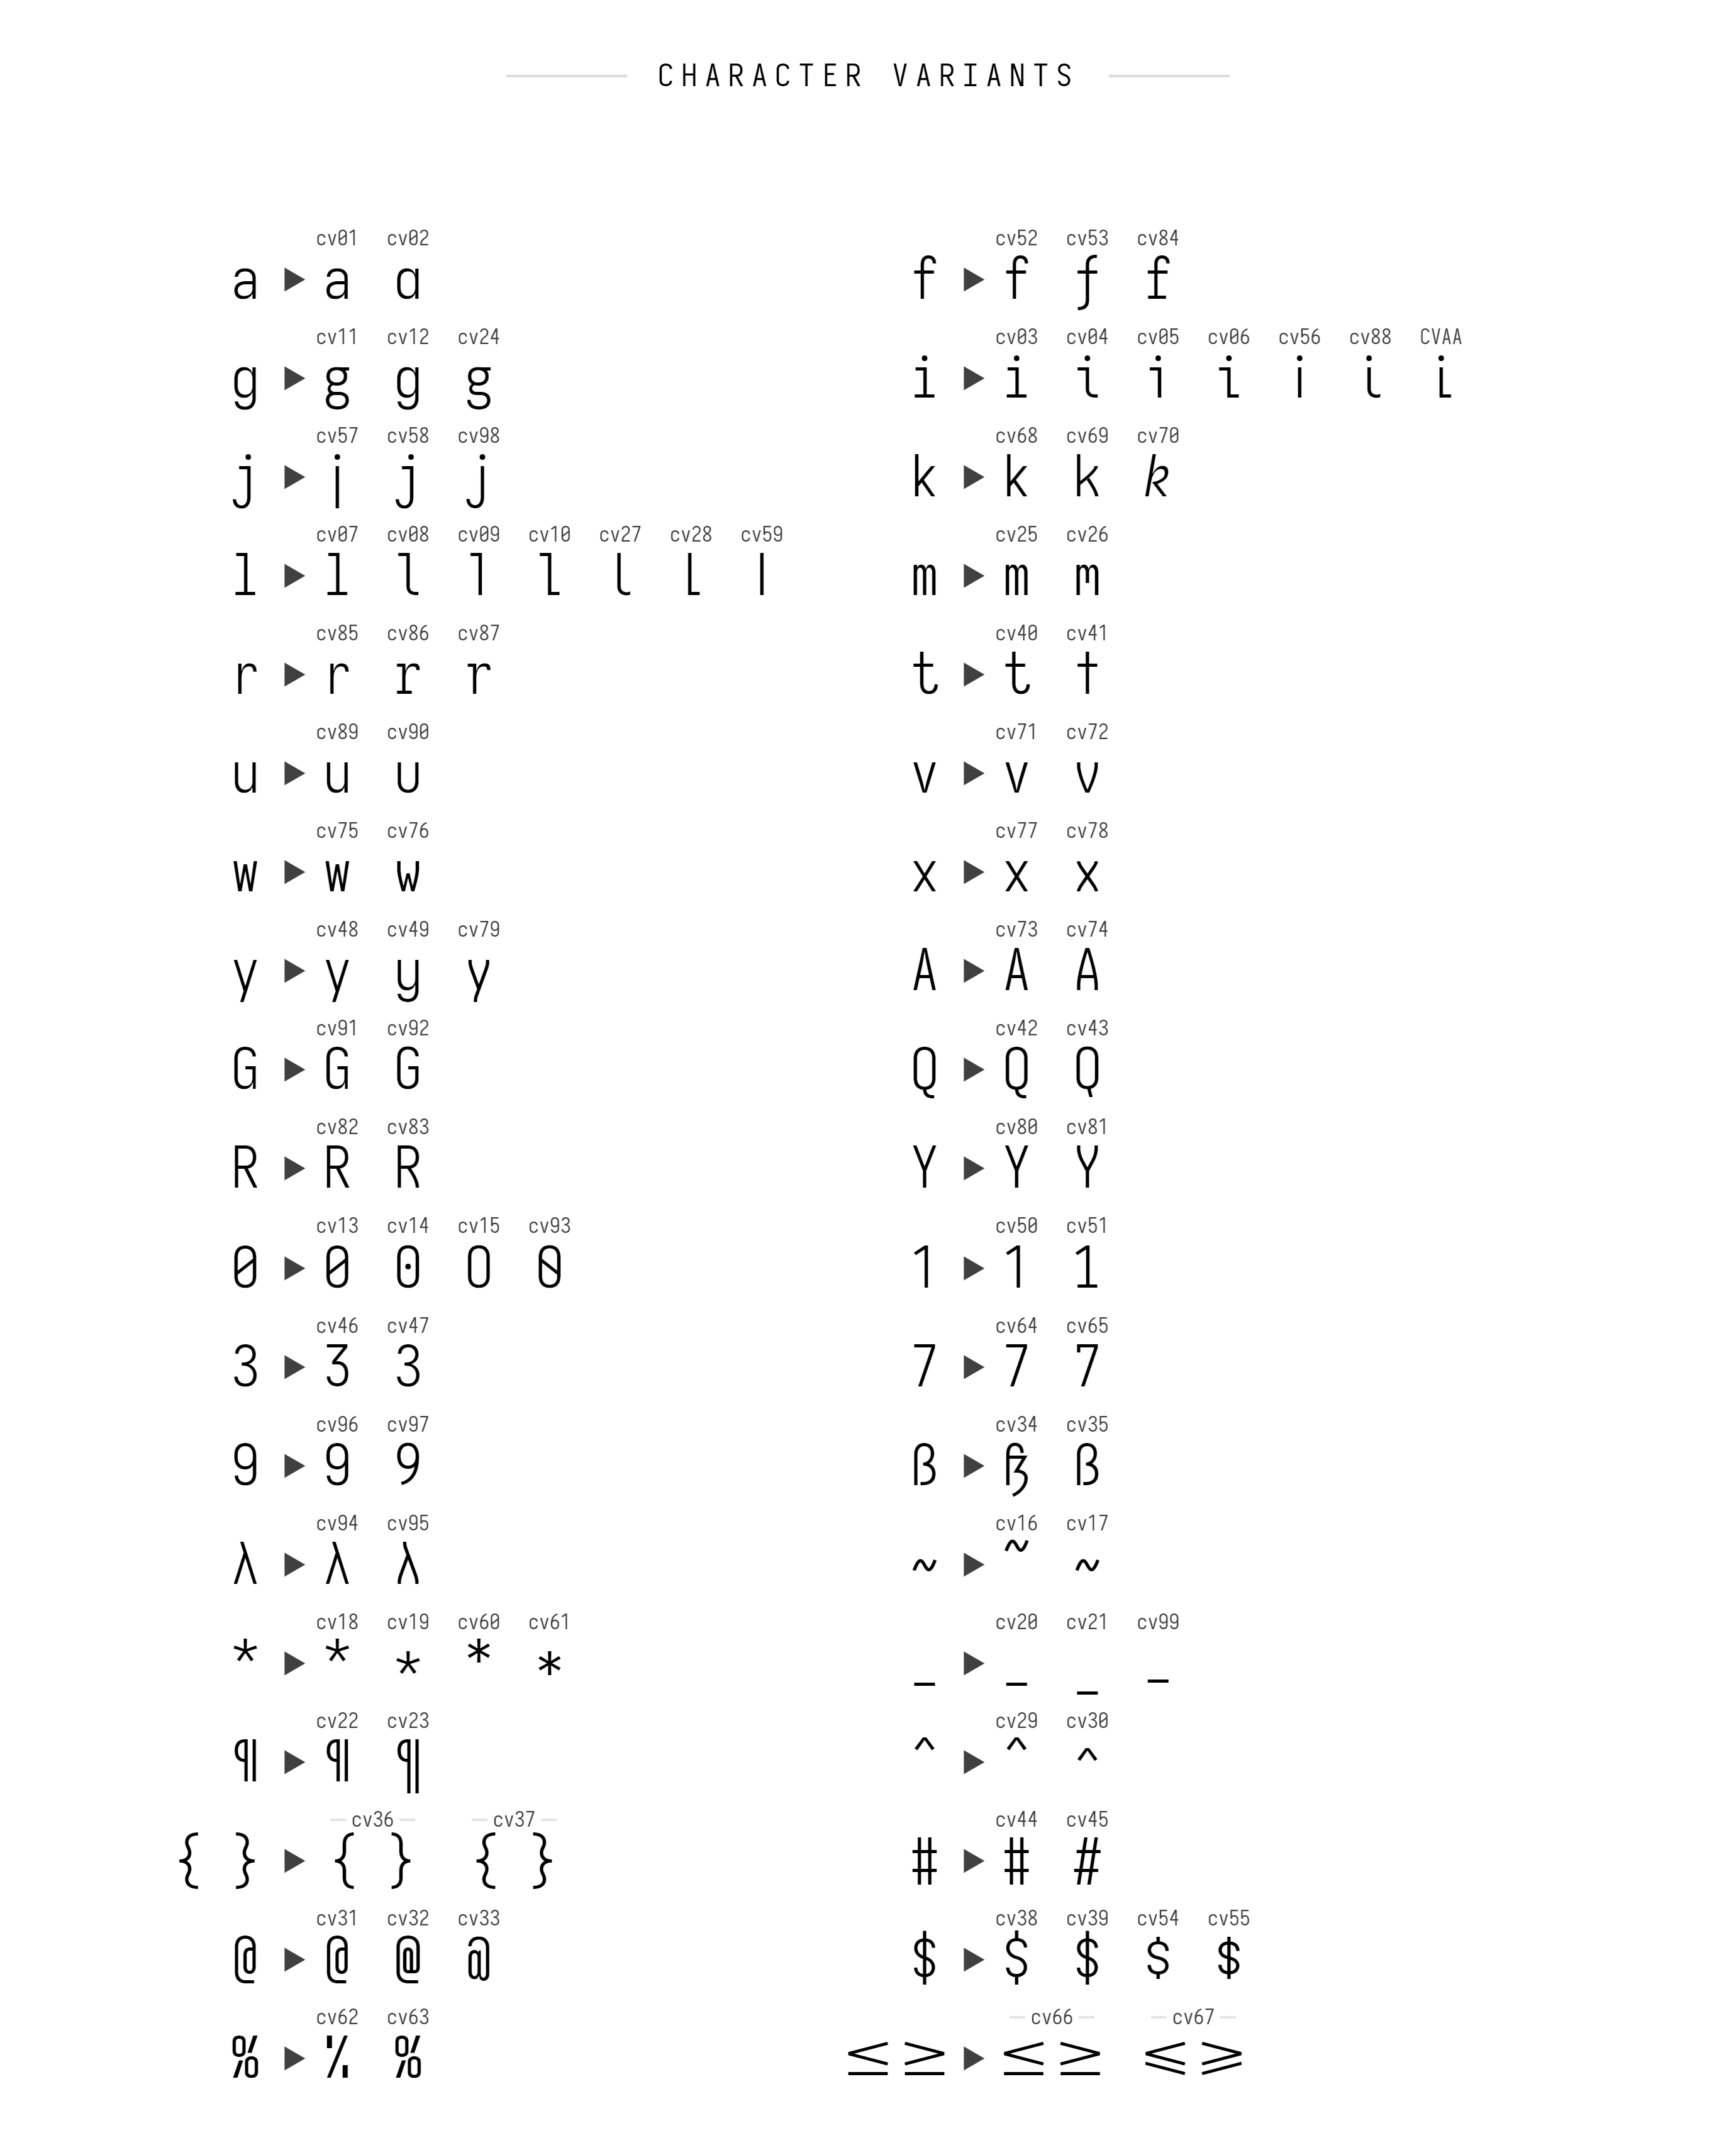 CHARACTER VARIANTS
cv01 cv02
a ▶ a ɑ
cv52 cv53 cv84
f ▶ f ƒ f
cv11 cv12 cv24
g ▶ g g g
cv03 cv04 cv05 cv06 cv56 cv88 CVAA
i ▶ i i i i i i i
cv57 cv58 cv98
j ▶ j j j
cv68 cv69 cv70
k ▶ k k k
cv07 cv08 cv09 cv10 cv27 cv28 cv59
l ▶ l l l l l l l
cv25 cv26
m ▶ m m
cv85 cv86 cv87
r ▶ r r r
cv40 cv41
t ▶ t t
cv89 cv90
u ▶ u u
cv71 cv72
v ▶ v v
cv75 cv76
w ▶ w w
cv77 cv78
x ▶ x x
cv48 cv49 cv79
y ▶ y y y
cv73 cv74
A ▶ A A
cv91 cv92
G ▶ G G
cv42 cv43
Q ▶ Q Q
cv82 cv83
R ▶ R R
cv80 cv81
Y ▶ Y Y
cv13 cv14 cv15 cv93
0 ▶ 0 0 0 0
cv50 cv51
1 ▶ 1 1
cv46 cv47
3 ▶ 3 3
cv64 cv65
7 ▶ 7 7
cv96 cv97
9 ▶ 9 9
cv34 cv35
ß ▶ ß ß
cv94 cv95
λ ▶ λ λ
cv16 cv17
~ ▶ ~ ~
cv18 cv19 cv60 cv61
* ▶ * * * *
cv20 cv21 cv99
_ ▶ _ _ _
cv22 cv23
¶ ▶ ¶ ¶
cv29 cv30
^ ▶ ^ ^
cv36 cv37
{ } ▶ { } { }
cv44 cv45
# ▶ # #
cv31 cv32 cv33
@ ▶ @ @ @
cv38 cv39 cv54 cv55
$ ▶ $ $ $ $
cv62 cv63
% ▶ % %
cv66 cv67
≤ ≥ ▶ ≤ ≥ ⩽ ⩾